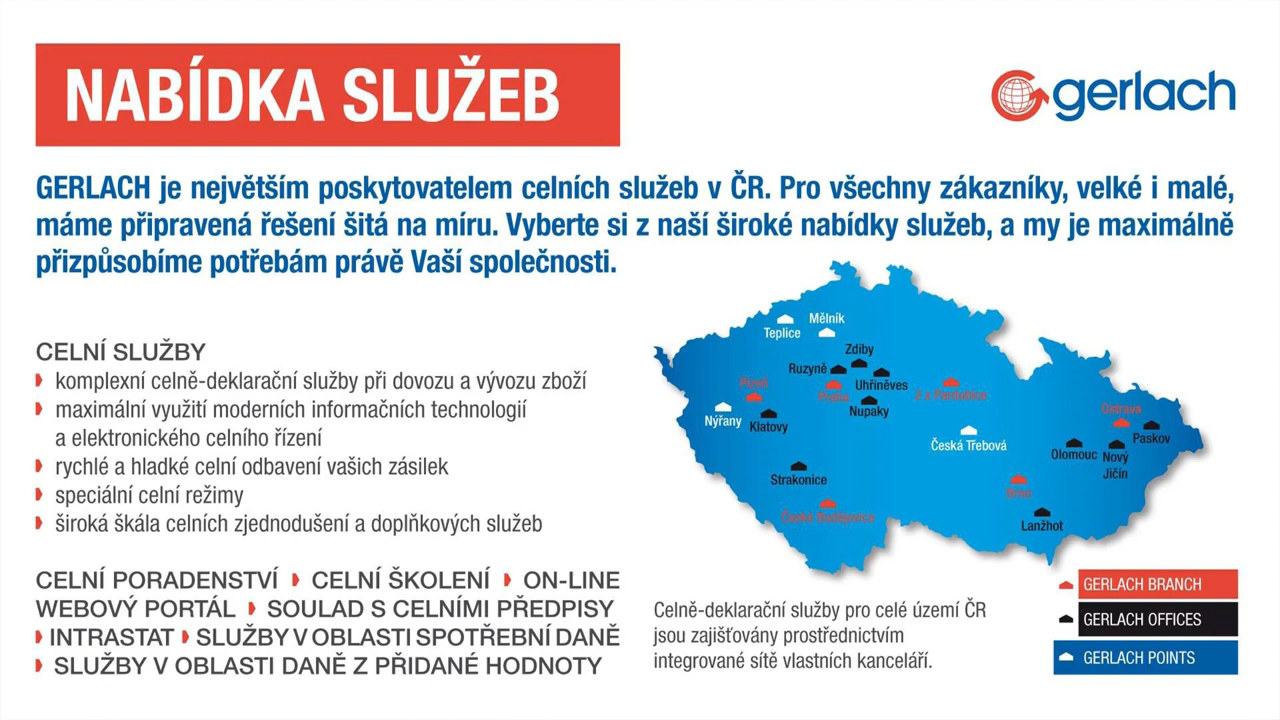 NABÍDKA SLUŽEB
gerlach
GERLACH je největším poskytovatelem celních služeb v ČR. Pro všechny zákazníky, velké i malé,
máme připravená řešení šitá na míru. Vyberte si z naší široké nabídky služeb, a my je maximálně
přizpůsobíme potřebám právě Vaší společnosti.
CELNÍ SLUŽBY
komplexní celně-deklarační služby při dovozu a vývozu zboží
maximální využití moderních informačních technologií
a elektronického celního řízení
rychlé a hladké celní odbavení vašich zásilek
speciální celní režimy
široká škála celních zjednodušení a doplňkových služeb
CELNÍ PORADENSTVÍ CELNÍ ŠKOLENÍ ON-LINE
WEBOVÝ PORTÁL SOULAD S CELNÍMI PŘEDPISY
INTRASTAT SLUŽBY V OBLASTI SPOTŘEBNÍ DANĚ
SLUŽBY V OBLASTI DANĚ Z PŘIDANÉ HODNOTY
Mělník
Teplice
Zdiby
Ruzyně
Plzeň
Praha
Uhříněves
2 x Pardubice
Nupaky
Nýřany
Klatovy
Ostrava
Paskov
Česká Třebová
Olomouc
Nový
Jičín
Strakonice
Brno
České Budějovice
Lanžhot
Celně-deklarační služby pro celé území ČR
jsou zajišťovány prostřednictvím
integrované sítě vlastních kanceláří.
GERLACH BRANCH
GERLACH OFFICES
GERLACH POINTS